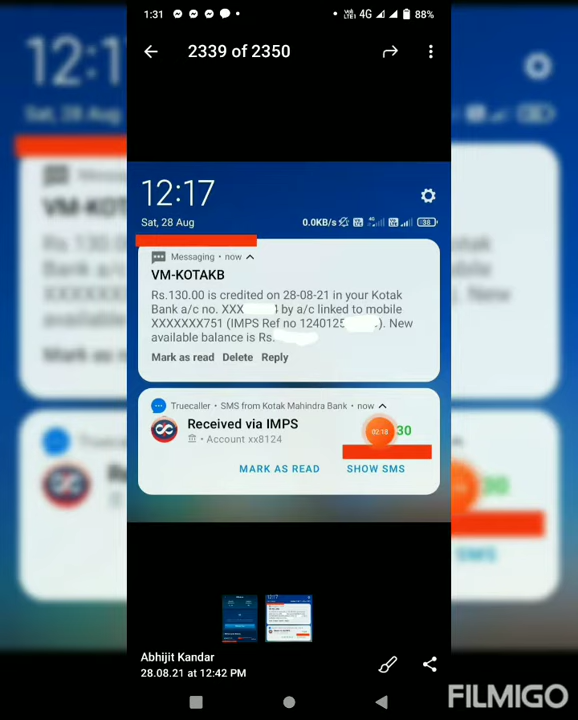 1:31
4G
88%
2339 of 2350
12:17
Sat, 28 Aug
0.0KB/s
4G
38
Messaging • now
VM-KOTAKB
Rs.130.00 is credited on 28-08-21 in your Kotak
Bank a/c no. XXX by a/c linked to mobile
XXXXXXX751 (IMPS Ref no 1240125 ). New
available balance is Rs.
Mark as read Delete Reply
Truecaller • SMS from Kotak Mahindra Bank • now
Received via IMPS
02:18
30
• Account xx8124
MARK AS READ SHOW SMS
Abhijit Kandar
28.08.21 at 12:42 PM
FILMIGO